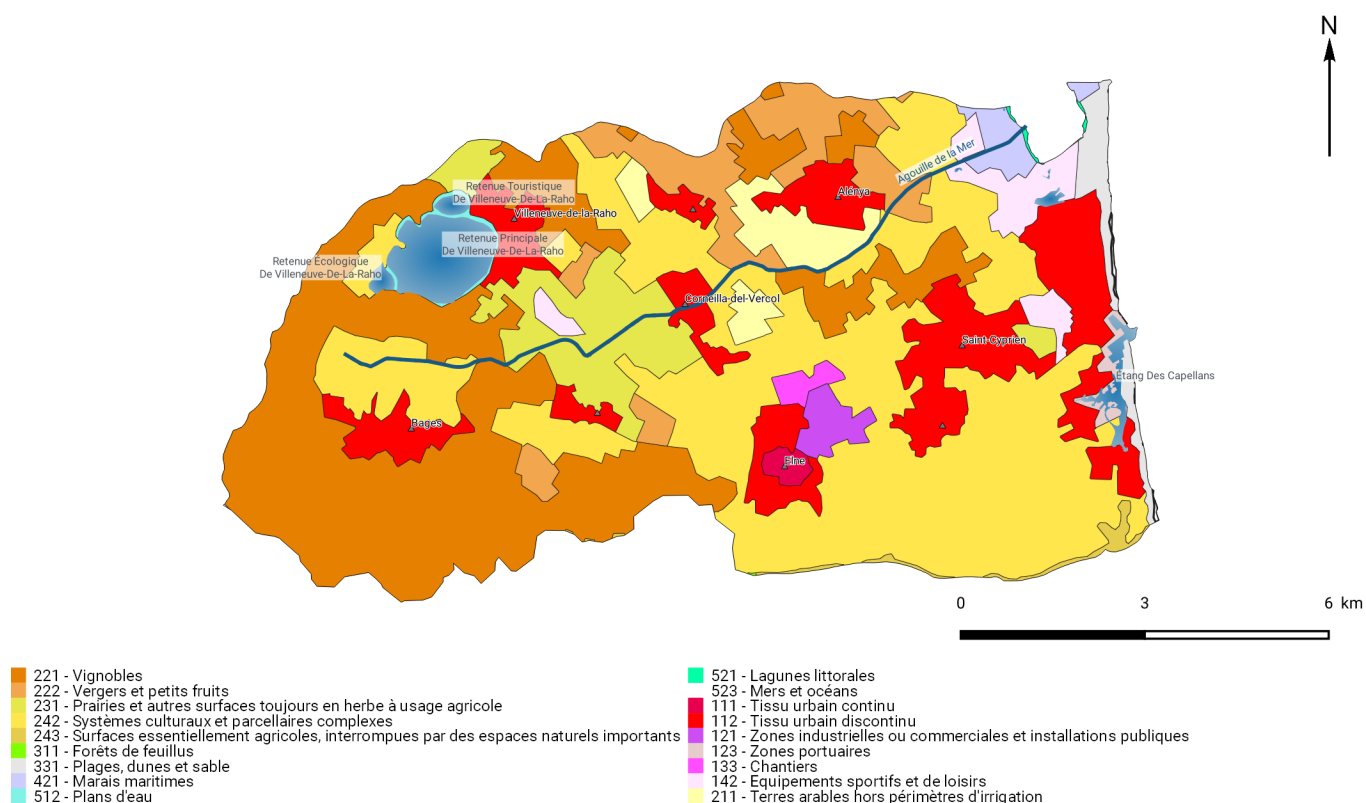 N
Agouille de la Mer
Retenue Touristique
De Villeneuve-De-La-Raho
Alénya
Villeneuve-de-la-Raho
Retenue Principale
De Villeneuve-De-La-Raho
Retenue Écologique
De Villeneuve-De-La-Raho
Corneilla-del-Vercol
Saint-Cyprien
Étang Des Capellans
Bages
Elne
0 3 6 km
221 - Vignobles
222 - Vergers et petits fruits
231 - Prairies et autres surfaces toujours en herbe à usage agricole
242 - Systèmes culturaux et parcellaires complexes
243 - Surfaces essentiellement agricoles, interrompues par des espaces naturels importants
311 - Forêts de feuillus
331 - Plages, dunes et sable
421 - Marais maritimes
512 - Plans d'eau
521 - Lagunes littorales
523 - Mers et océans
111 - Tissu urbain continu
112 - Tissu urbain discontinu
121 - Zones industrielles ou commerciales et installations publiques
123 - Zones portuaires
133 - Chantiers
142 - Equipements sportifs et de loisirs
211 - Terres arables hors périmètres d'irrigation